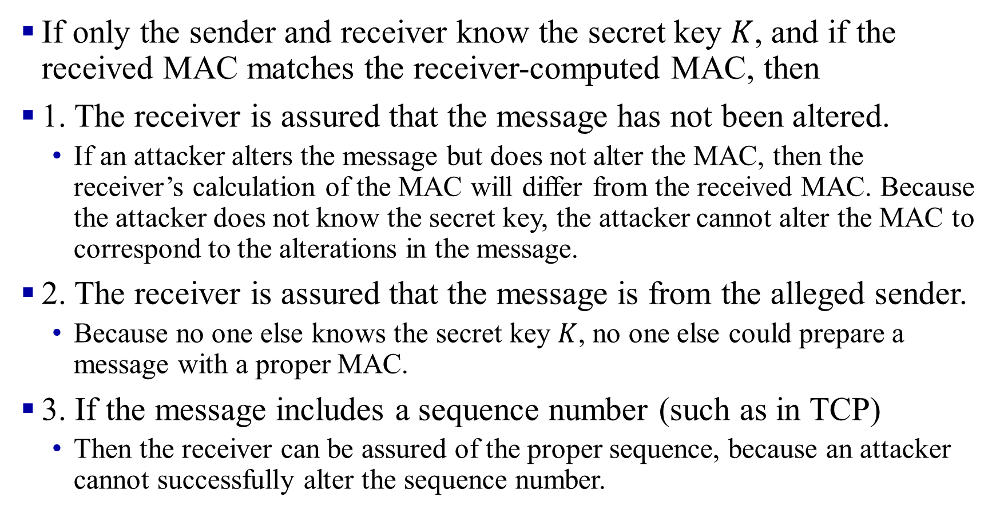 ▪ If only the sender and receiver know the secret key K, and if the
received MAC matches the receiver-computed MAC, then
▪ 1. The receiver is assured that the message has not been altered.
• If an attacker alters the message but does not alter the MAC, then the
receiver’s calculation of the MAC will differ from the received MAC. Because
the attacker does not know the secret key, the attacker cannot alter the MAC to
correspond to the alterations in the message.
▪ 2. The receiver is assured that the message is from the alleged sender.
• Because no one else knows the secret key K, no one else could prepare a
message with a proper MAC.
▪ 3. If the message includes a sequence number (such as in TCP)
• Then the receiver can be assured of the proper sequence, because an attacker
cannot successfully alter the sequence number.